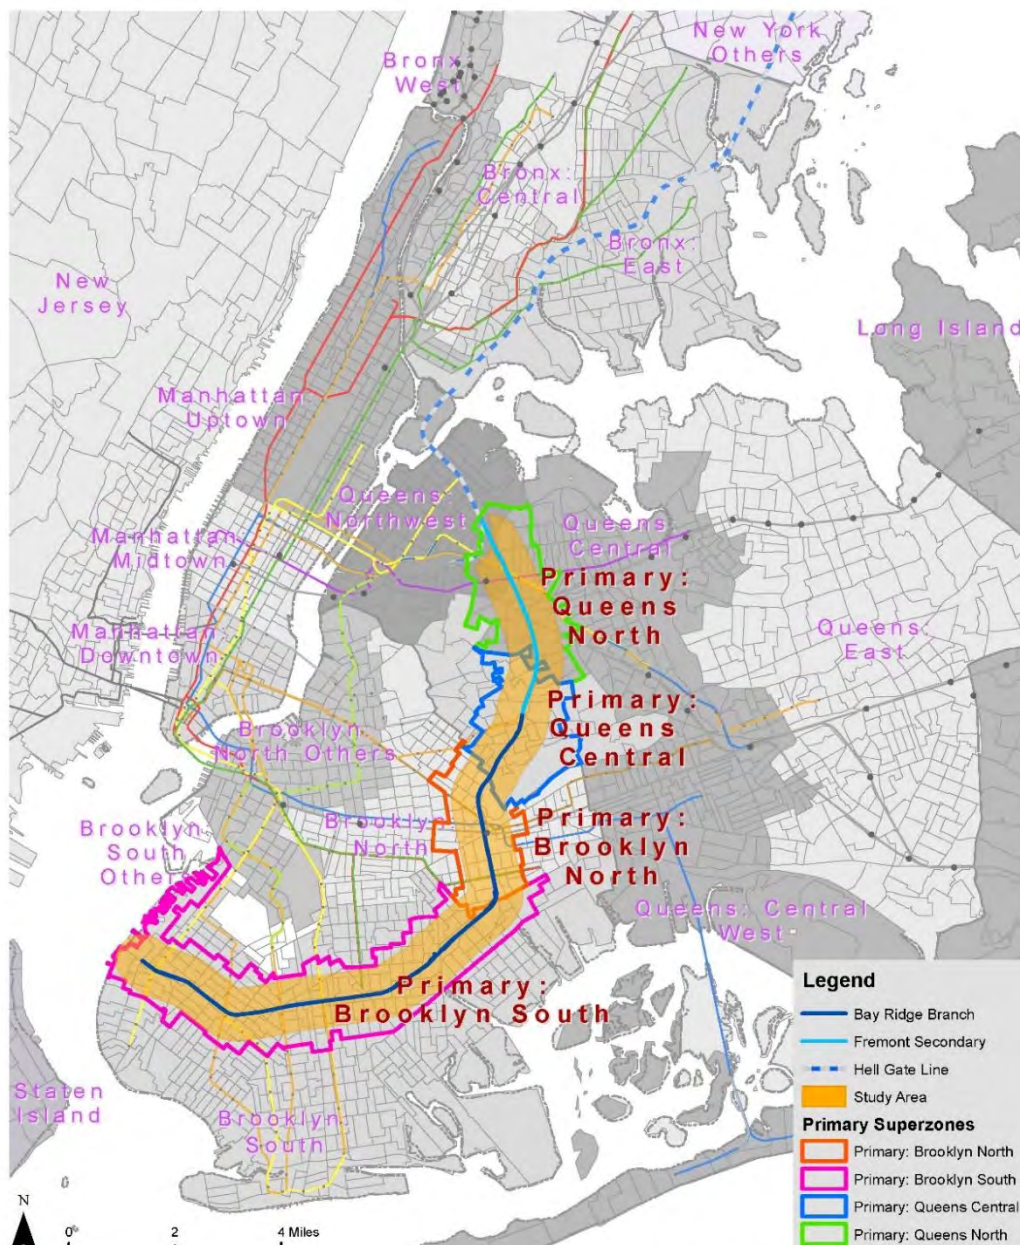 New York
Others
Bronx
West
Bronx:
Central
Bronx:
East
New
Jersey
Long Island
Manhattan
Uptown
Queens:
Northwest
Queens:
Central
Manhattan
Midtown
Primary:
Queens
North
Queens:
East
Manhattan
Downtown
Primary:
Queens
Central
Brooklyn
North Others
Primary:
Brooklyn
North
Brooklyn
North
Brooklyn
South
Other
Queens: Central
West
Primary:
Brooklyn South
Staten
Island
Brooklyn:
South
Legend
Bay Ridge Branch
Fremont Secondary
Hell Gate Line
Study Area
Primary Superzones
Primary: Brooklyn North
Primary: Brooklyn South
Primary: Queens Central
Primary: Queens North
N
0 2 4 Miles